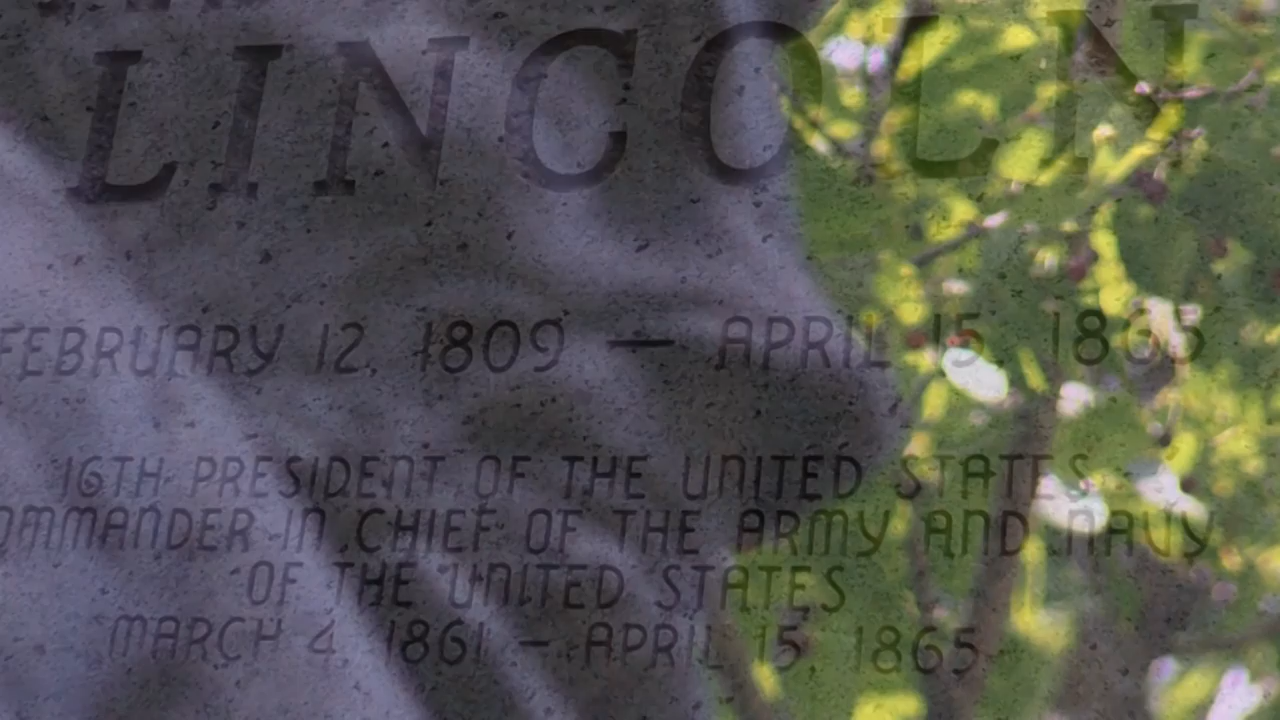 LINCOLN
FEBRUARY 12, 1809 — APRIL 15, 1865
16TH PRESIDENT OF THE UNITED STATES
COMMANDER IN CHIEF OF THE ARMY AND NAVY
OF THE UNITED STATES
MARCH 4, 1861 — APRIL 15, 1865